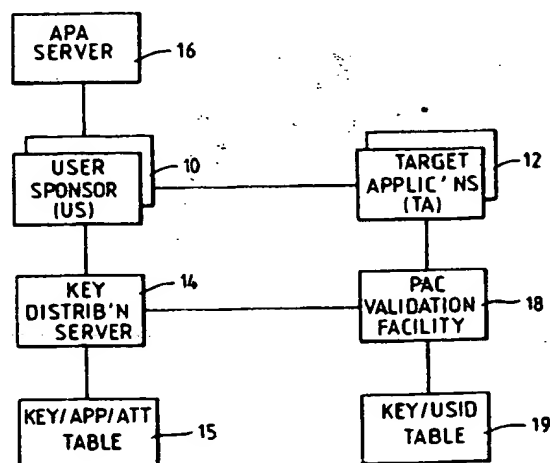 APA
SERVER
16
USER
SPONSOR
(US)
10
TARGET
APPLIC'NS
(TA)
12
KEY
DISTRIB'N
SERVER
14
PAC
VALIDATION
FACILITY
18
KEY/APP/ATT
TABLE
15
KEY/USID
TABLE
19